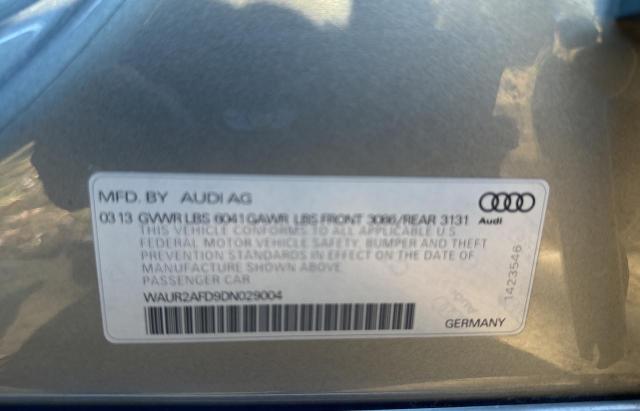 MFD. BY AUDI AG
03 13 GVWR LBS 6041 GAWR LBS FRONT 3086/REAR 3131
Audi
THIS VEHICLE CONFORMS TO ALL APPLICABLE U.S
FEDERAL MOTOR VEHICLE SAFETY, BUMPER AND THEFT
PREVENTION STANDARDS IN EFFECT ON THE DATE OF
MANUFACTURE SHOWN ABOVE
PASSENGER CAR
WAUR2AFD9DN029004
1423546
GERMANY